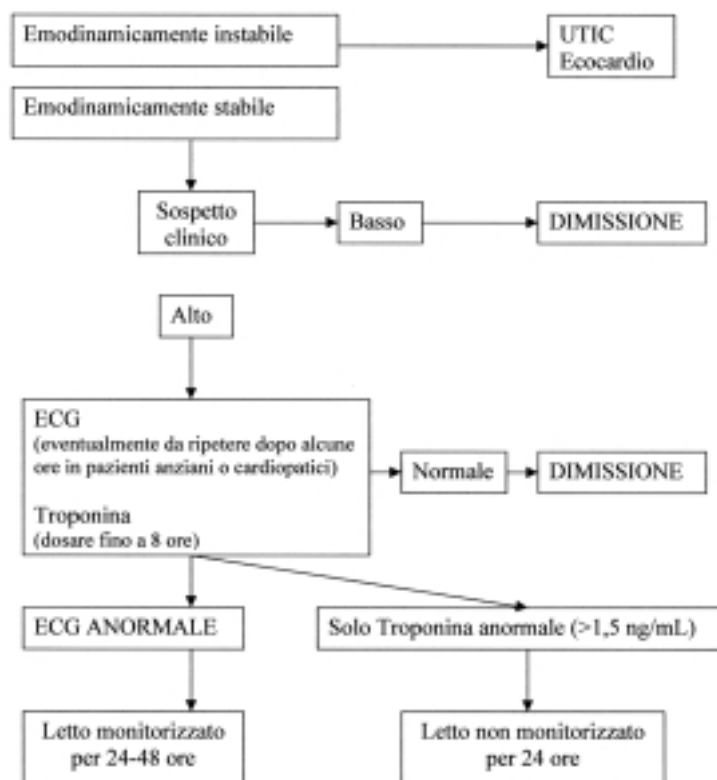 Emodinamicamente instabile
UTIC
Ecocardio
Emodinamicamente stabile
Sospetto
clinico
Basso
DIMISSIONE
Alto
ECG
(eventualmente da ripetere dopo alcune
ore in pazienti anziani o cardiopatici)
Troponina
(dosare fino a 8 ore)
Normale
DIMISSIONE
ECG ANORMALE
Solo Troponina anormale (>1,5 ng/mL)
Letto monitorizzato
per 24-48 ore
Letto non monitorizzato
per 24 ore